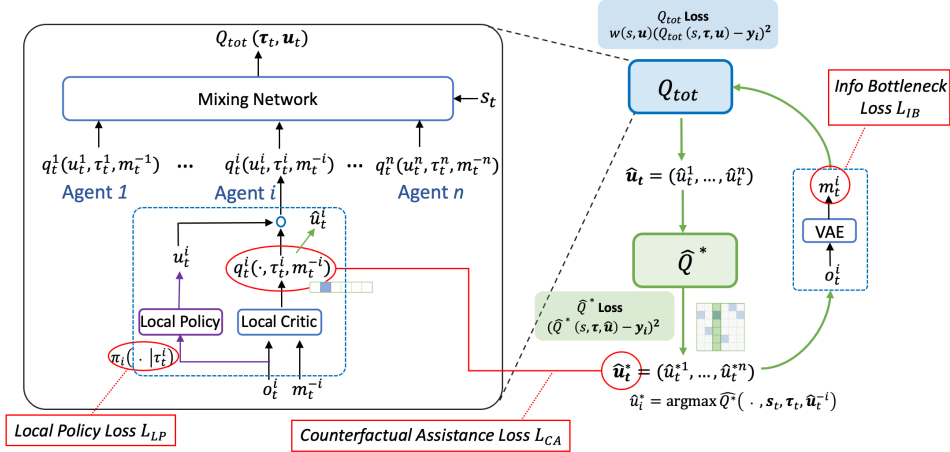 Q_tot (τ_t, u_t)
Mixing Network
s_t
q_t^1(u_t^1, τ_t^1, m_t^{-1}) ... q_t^i(u_t^i, τ_t^i, m_t^{-i}) ... q_t^n(u_t^n, τ_t^n, m_t^{-n})
Agent 1 Agent i Agent n
û_t^i
u_t^i
q_t^i(·, τ_t^i, m_t^{-i})
Local Policy
Local Critic
π_i( · |τ_t^i)
o_t^i m_t^{-i}
Local Policy Loss L_LP
Counterfactual Assistance Loss L_CA
Q_tot Loss
w(s, u)(Q_tot (s, τ, u) − y_i)²
Q_tot
û_t = (û_t^1, ..., û_t^n)
Q̂*
Q̂* Loss
(Q̂* (s, τ, û) − y_i)²
û_t^* = (û_t^{*1}, ..., û_t^{*n})
û_i^* = argmax Q̂*( · , s_t, τ_t, û_t^{-i})
Info Bottleneck
Loss L_IB
m_t^i
VAE
o_t^i